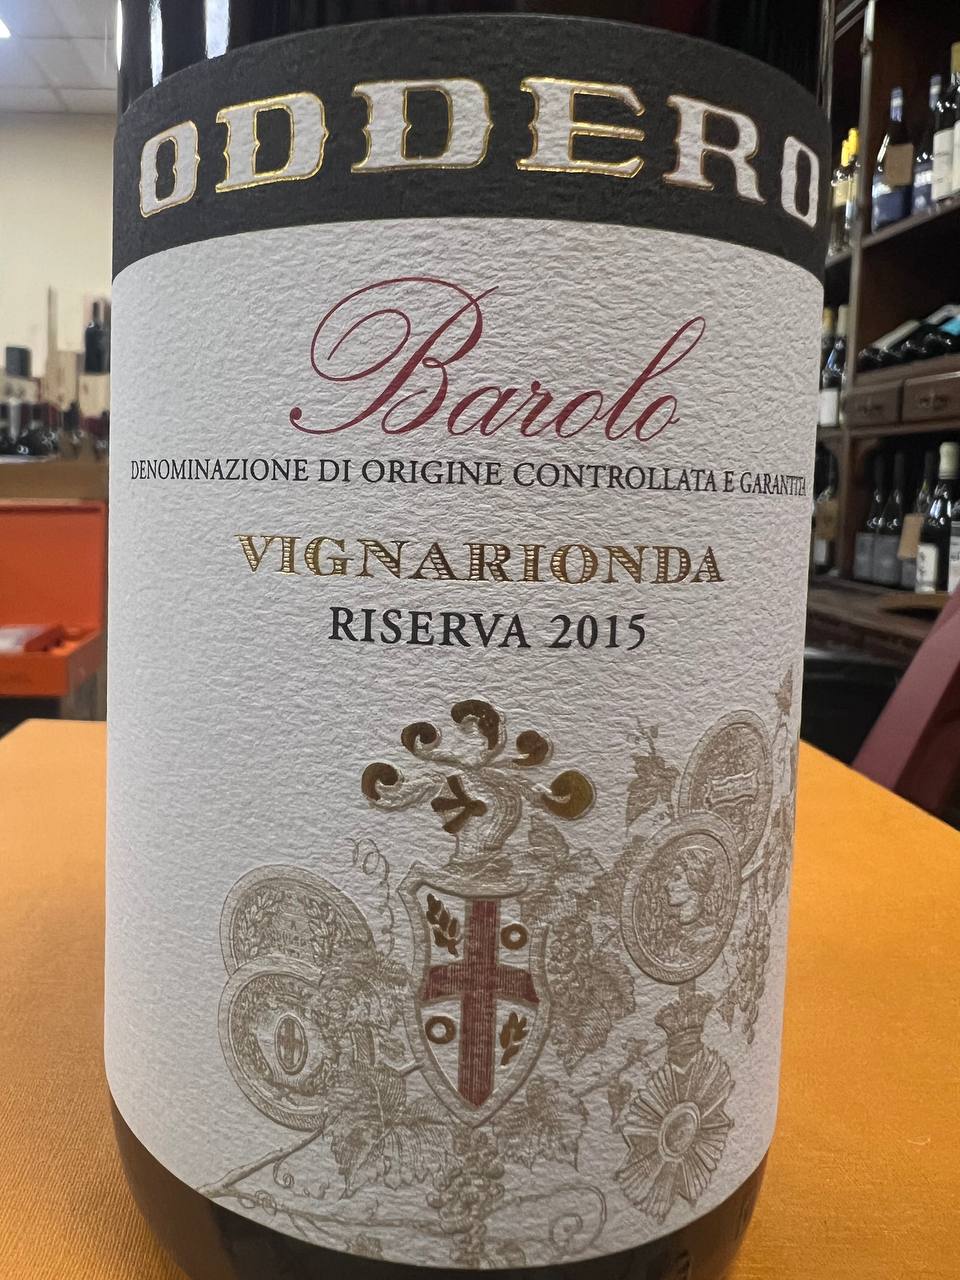 ODDERO
Barolo
DENOMINAZIONE DI ORIGINE CONTROLLATA E GARANTITA
VIGNARIONDA
RISERVA 2015